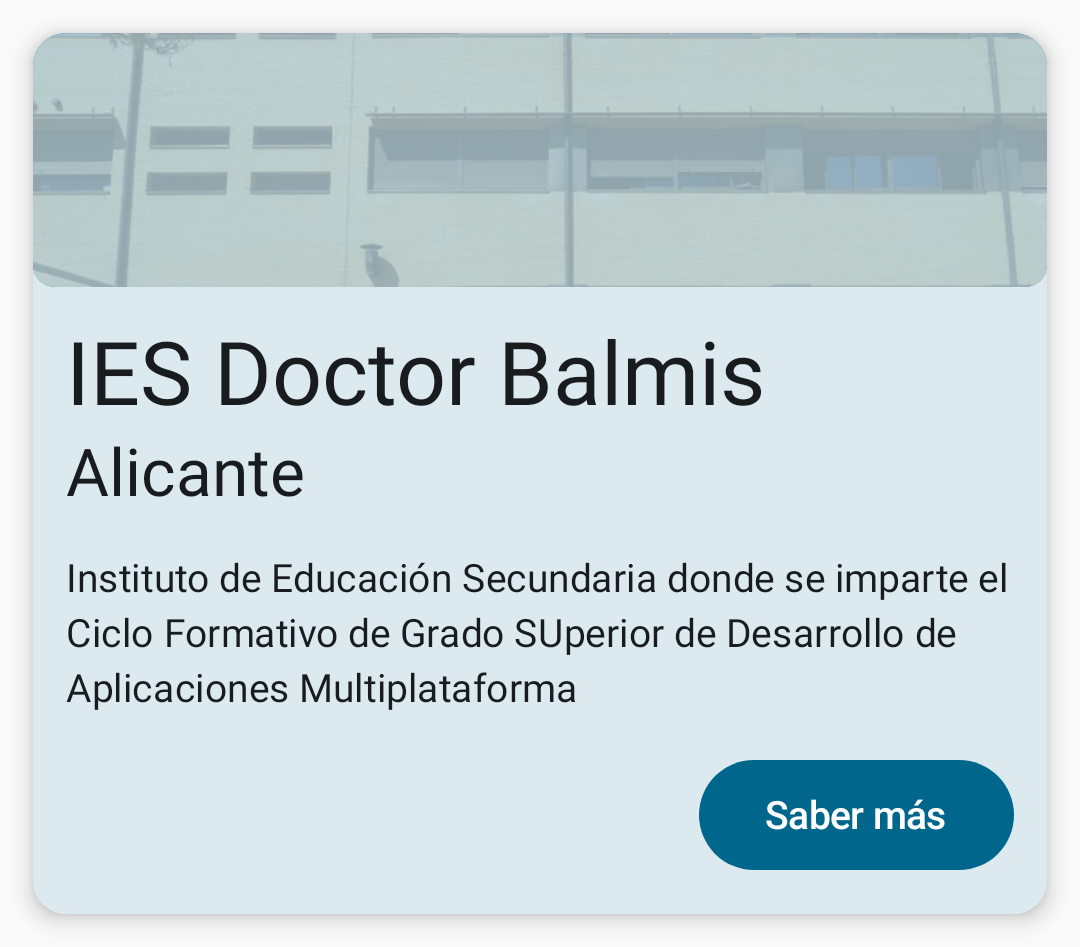 IES Doctor Balmis
Alicante
Instituto de Educación Secundaria donde se imparte el
Ciclo Formativo de Grado SUperior de Desarrollo de
Aplicaciones Multiplataforma
Saber más